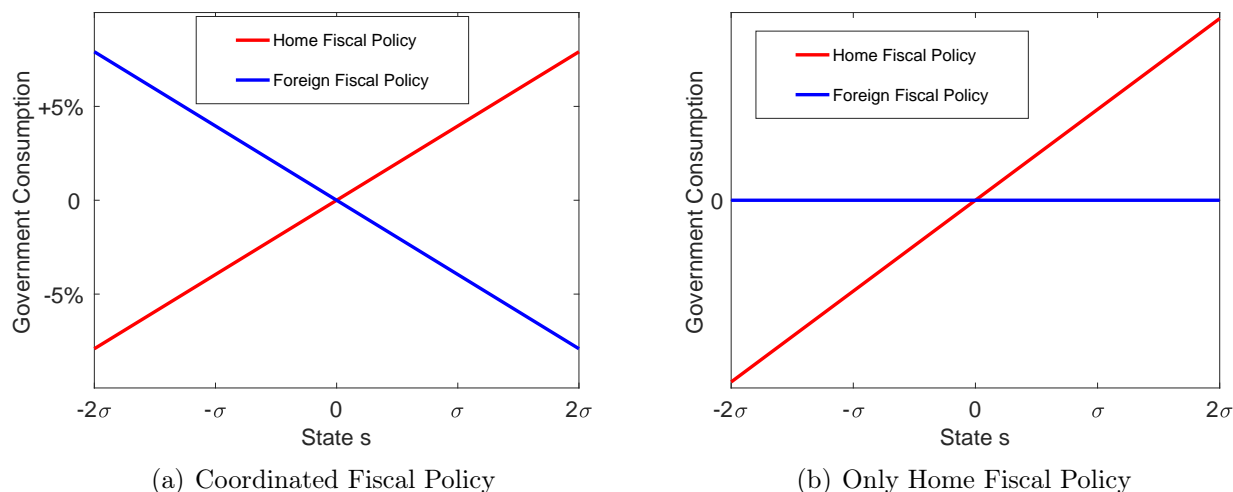 Home Fiscal Policy
Foreign Fiscal Policy
Government Consumption
+5%
0
-5%
-2σ
-σ
0
σ
2σ
State s
(a) Coordinated Fiscal Policy
Home Fiscal Policy
Foreign Fiscal Policy
Government Consumption
0
-2σ
-σ
0
σ
2σ
State s
(b) Only Home Fiscal Policy